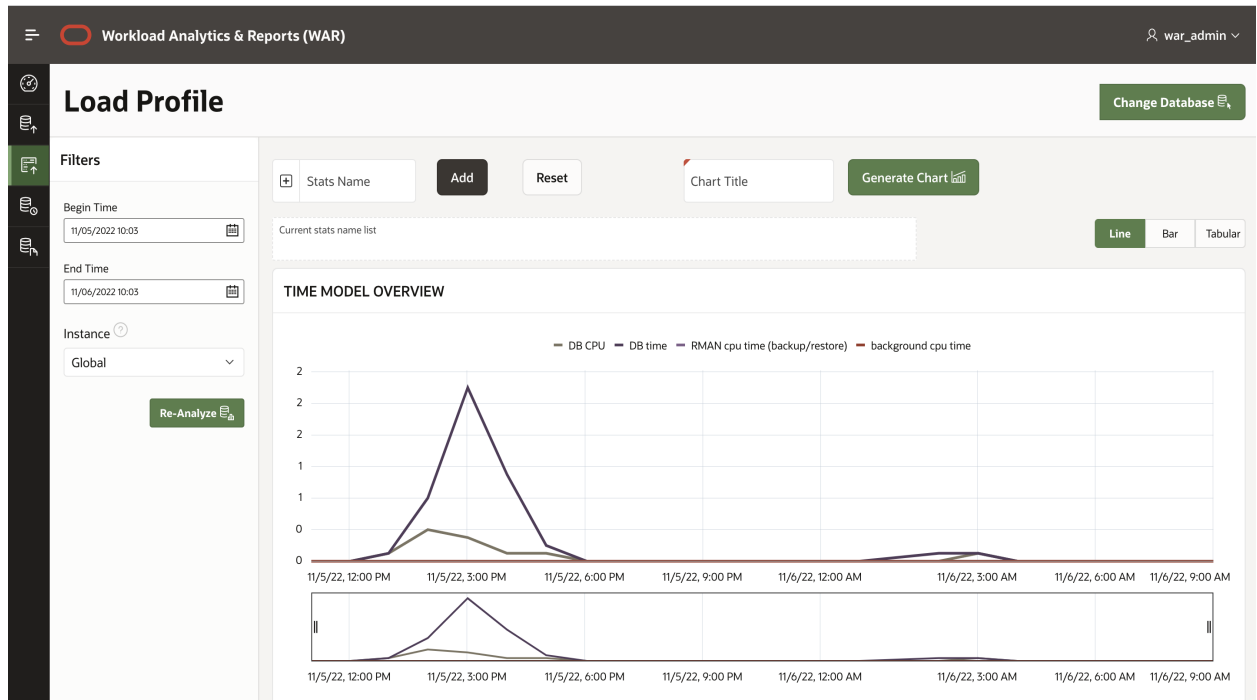 Workload Analytics & Reports (WAR)
war_admin
Load Profile
Change Database
Filters
Begin Time
11/05/2022 10:03
End Time
11/06/2022 10:03
Instance
?
Global
Re-Analyze
Stats Name
Add
Reset
Chart Title
Generate Chart
Current stats name list
Line
Bar
Tabular
TIME MODEL OVERVIEW
DB CPU DB time RMAN cpu time (backup/restore) background cpu time
2
2
2
1
1
0
0
11/5/22, 12:00 PM 11/5/22, 3:00 PM 11/5/22, 6:00 PM 11/5/22, 9:00 PM 11/6/22, 12:00 AM 11/6/22, 3:00 AM 11/6/22, 6:00 AM 11/6/22, 9:00 AM
11/5/22, 12:00 PM 11/5/22, 3:00 PM 11/5/22, 6:00 PM 11/5/22, 9:00 PM 11/6/22, 12:00 AM 11/6/22, 3:00 AM 11/6/22, 6:00 AM 11/6/22, 9:00 AM